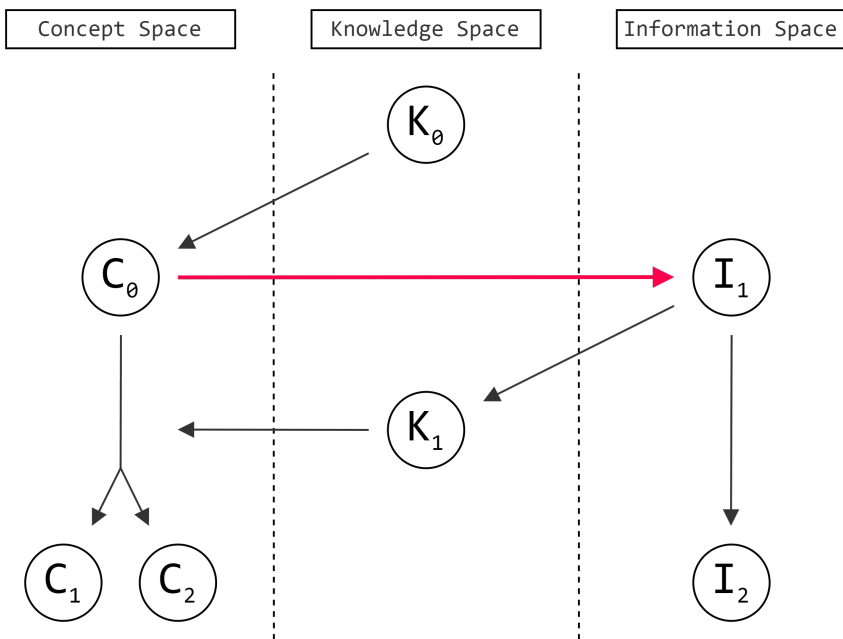 Concept Space
Knowledge Space
Information Space
K₀
C₀
I₁
K₁
C₁
C₂
I₂